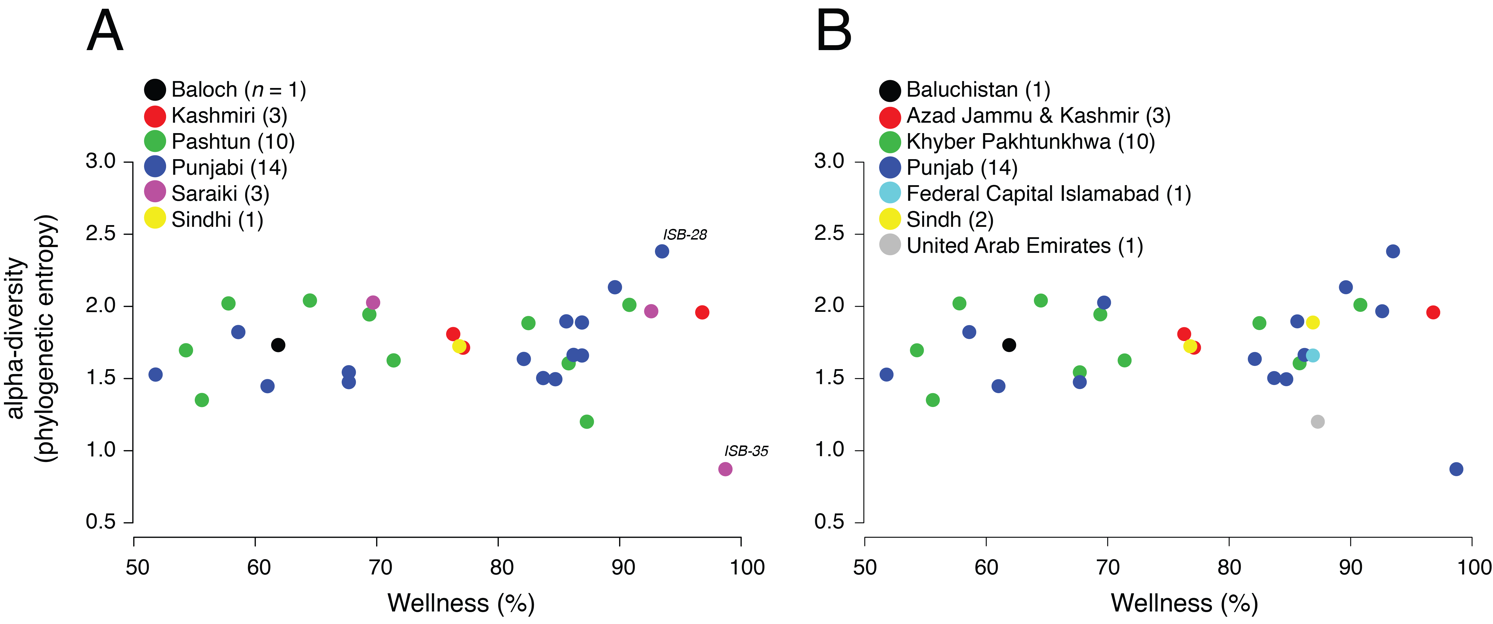 A
Baloch (n = 1)
Kashmiri (3)
Pashtun (10)
Punjabi (14)
Saraiki (3)
Sindhi (1)
3.0
2.5
2.0
1.5
1.0
0.5
alpha-diversity
(phylogenetic entropy)
ISB-28
ISB-35
50
60
70
80
90
100
Wellness (%)
B
Baluchistan (1)
Azad Jammu & Kashmir (3)
Khyber Pakhtunkhwa (10)
Punjab (14)
Federal Capital Islamabad (1)
Sindh (2)
United Arab Emirates (1)
3.0
2.5
2.0
1.5
1.0
0.5
50
60
70
80
90
100
Wellness (%)